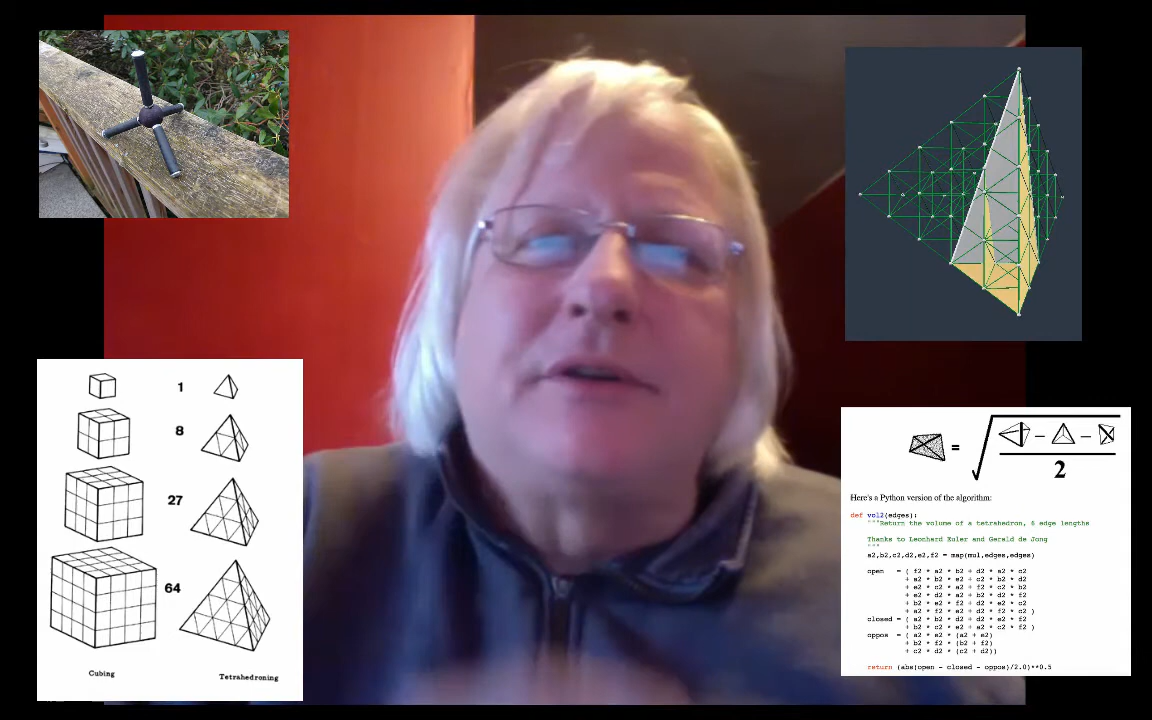 1
8
27
64
Cubing
Tetrahedroning
=
2
Here's a Python version of the algorithm:
def vol2(edges):
"""Return the volume of a tetrahedron, 6 edge lengths
Thanks to Leonhard Euler and Gerald de Jong
"""
a2,b2,c2,d2,e2,f2 = map(mul,edges,edges)
open = ( f2 * a2 * b2 + d2 * a2 * c2
+ a2 * b2 * e2 + c2 * b2 * d2
+ e2 * c2 * a2 + f2 * c2 * b2
+ e2 * d2 * a2 + b2 * d2 * f2
+ b2 * e2 * f2 + d2 * e2 * c2
+ a2 * f2 * e2 + d2 * f2 * c2 )
closed = ( a2 * b2 * d2 + d2 * e2 * f2
+ b2 * c2 * e2 + a2 * c2 * f2 )
oppos = ( a2 * e2 * (a2 + e2)
+ b2 * f2 * (b2 + f2)
+ c2 * d2 * (c2 + d2))
return (abs(open - closed - oppos)/2.0)**0.5